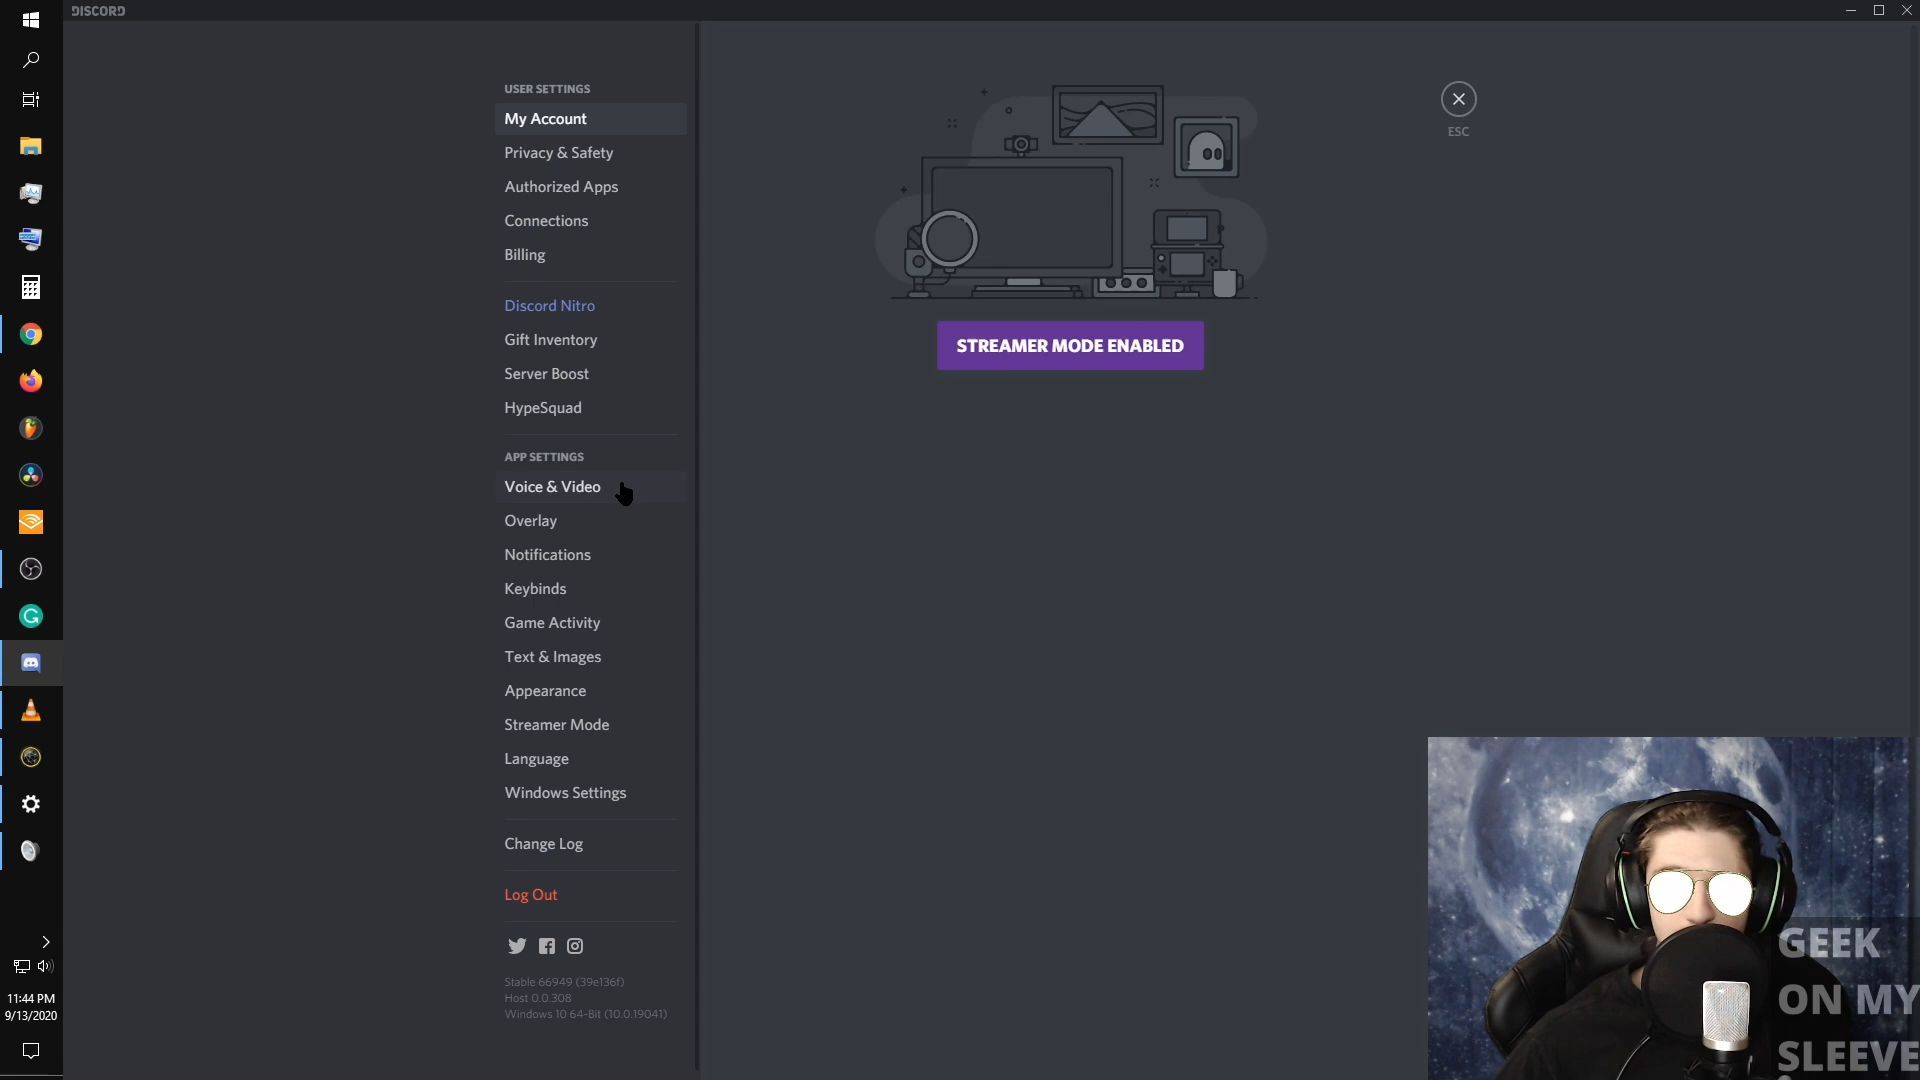 DISCORD
USER SETTINGS
My Account
Privacy & Safety
Authorized Apps
Connections
Billing
Discord Nitro
Gift Inventory
Server Boost
HypeSquad
APP SETTINGS
Voice & Video
Overlay
Notifications
Keybinds
Game Activity
Text & Images
Appearance
Streamer Mode
Language
Windows Settings
Change Log
Log Out
Stable 66949 (39e136f)
Host 0.0.308
Windows 10 64-Bit (10.0.19041)
ESC
STREAMER MODE ENABLED
11:44 PM
9/13/2020
GEEK
ON MY
SLEEVE